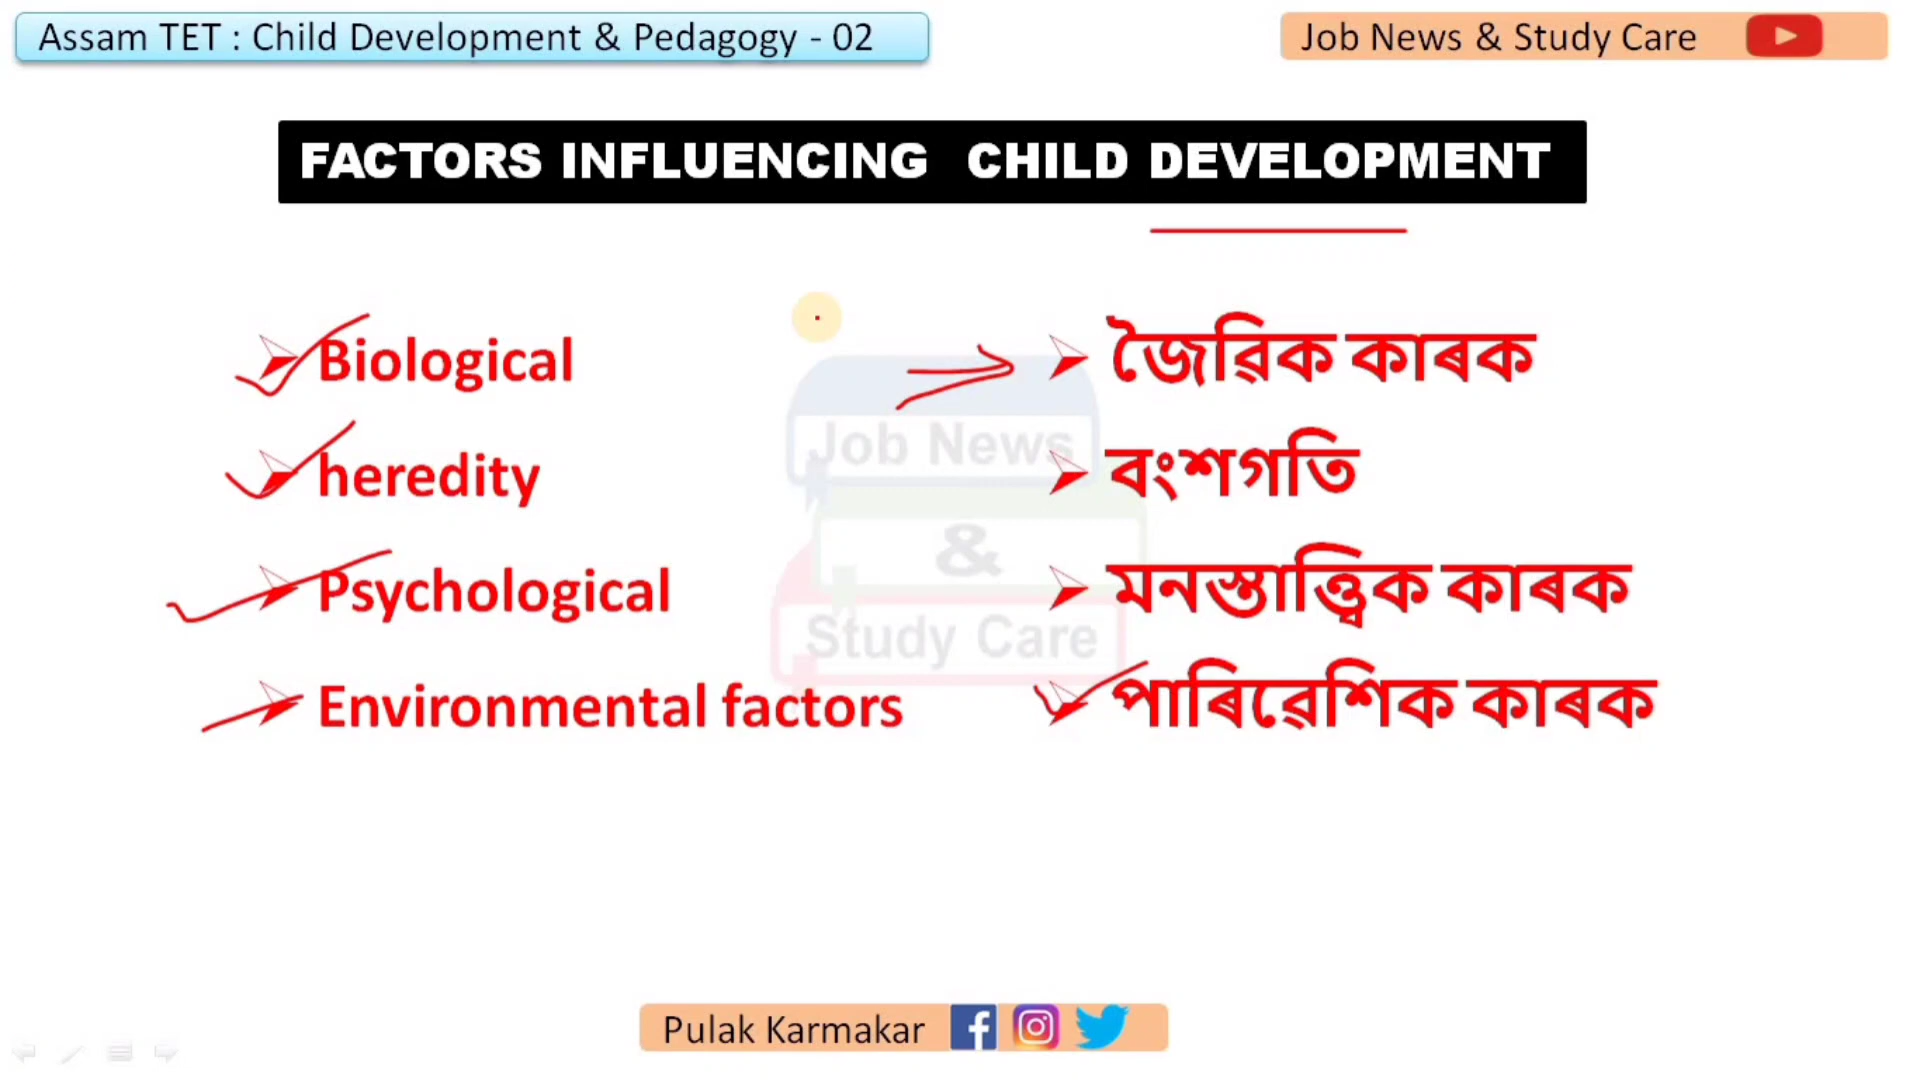 Assam TET : Child Development & Pedagogy - 02
Job News & Study Care
FACTORS INFLUENCING CHILD DEVELOPMENT
Biological
জৈৱিক কাৰক
heredity
বংশগতি
Psychological
মনস্তাত্ত্বিক কাৰক
Environmental factors
পাৰিৱেশিক কাৰক
Job News
&
Study Care
Pulak Karmakar